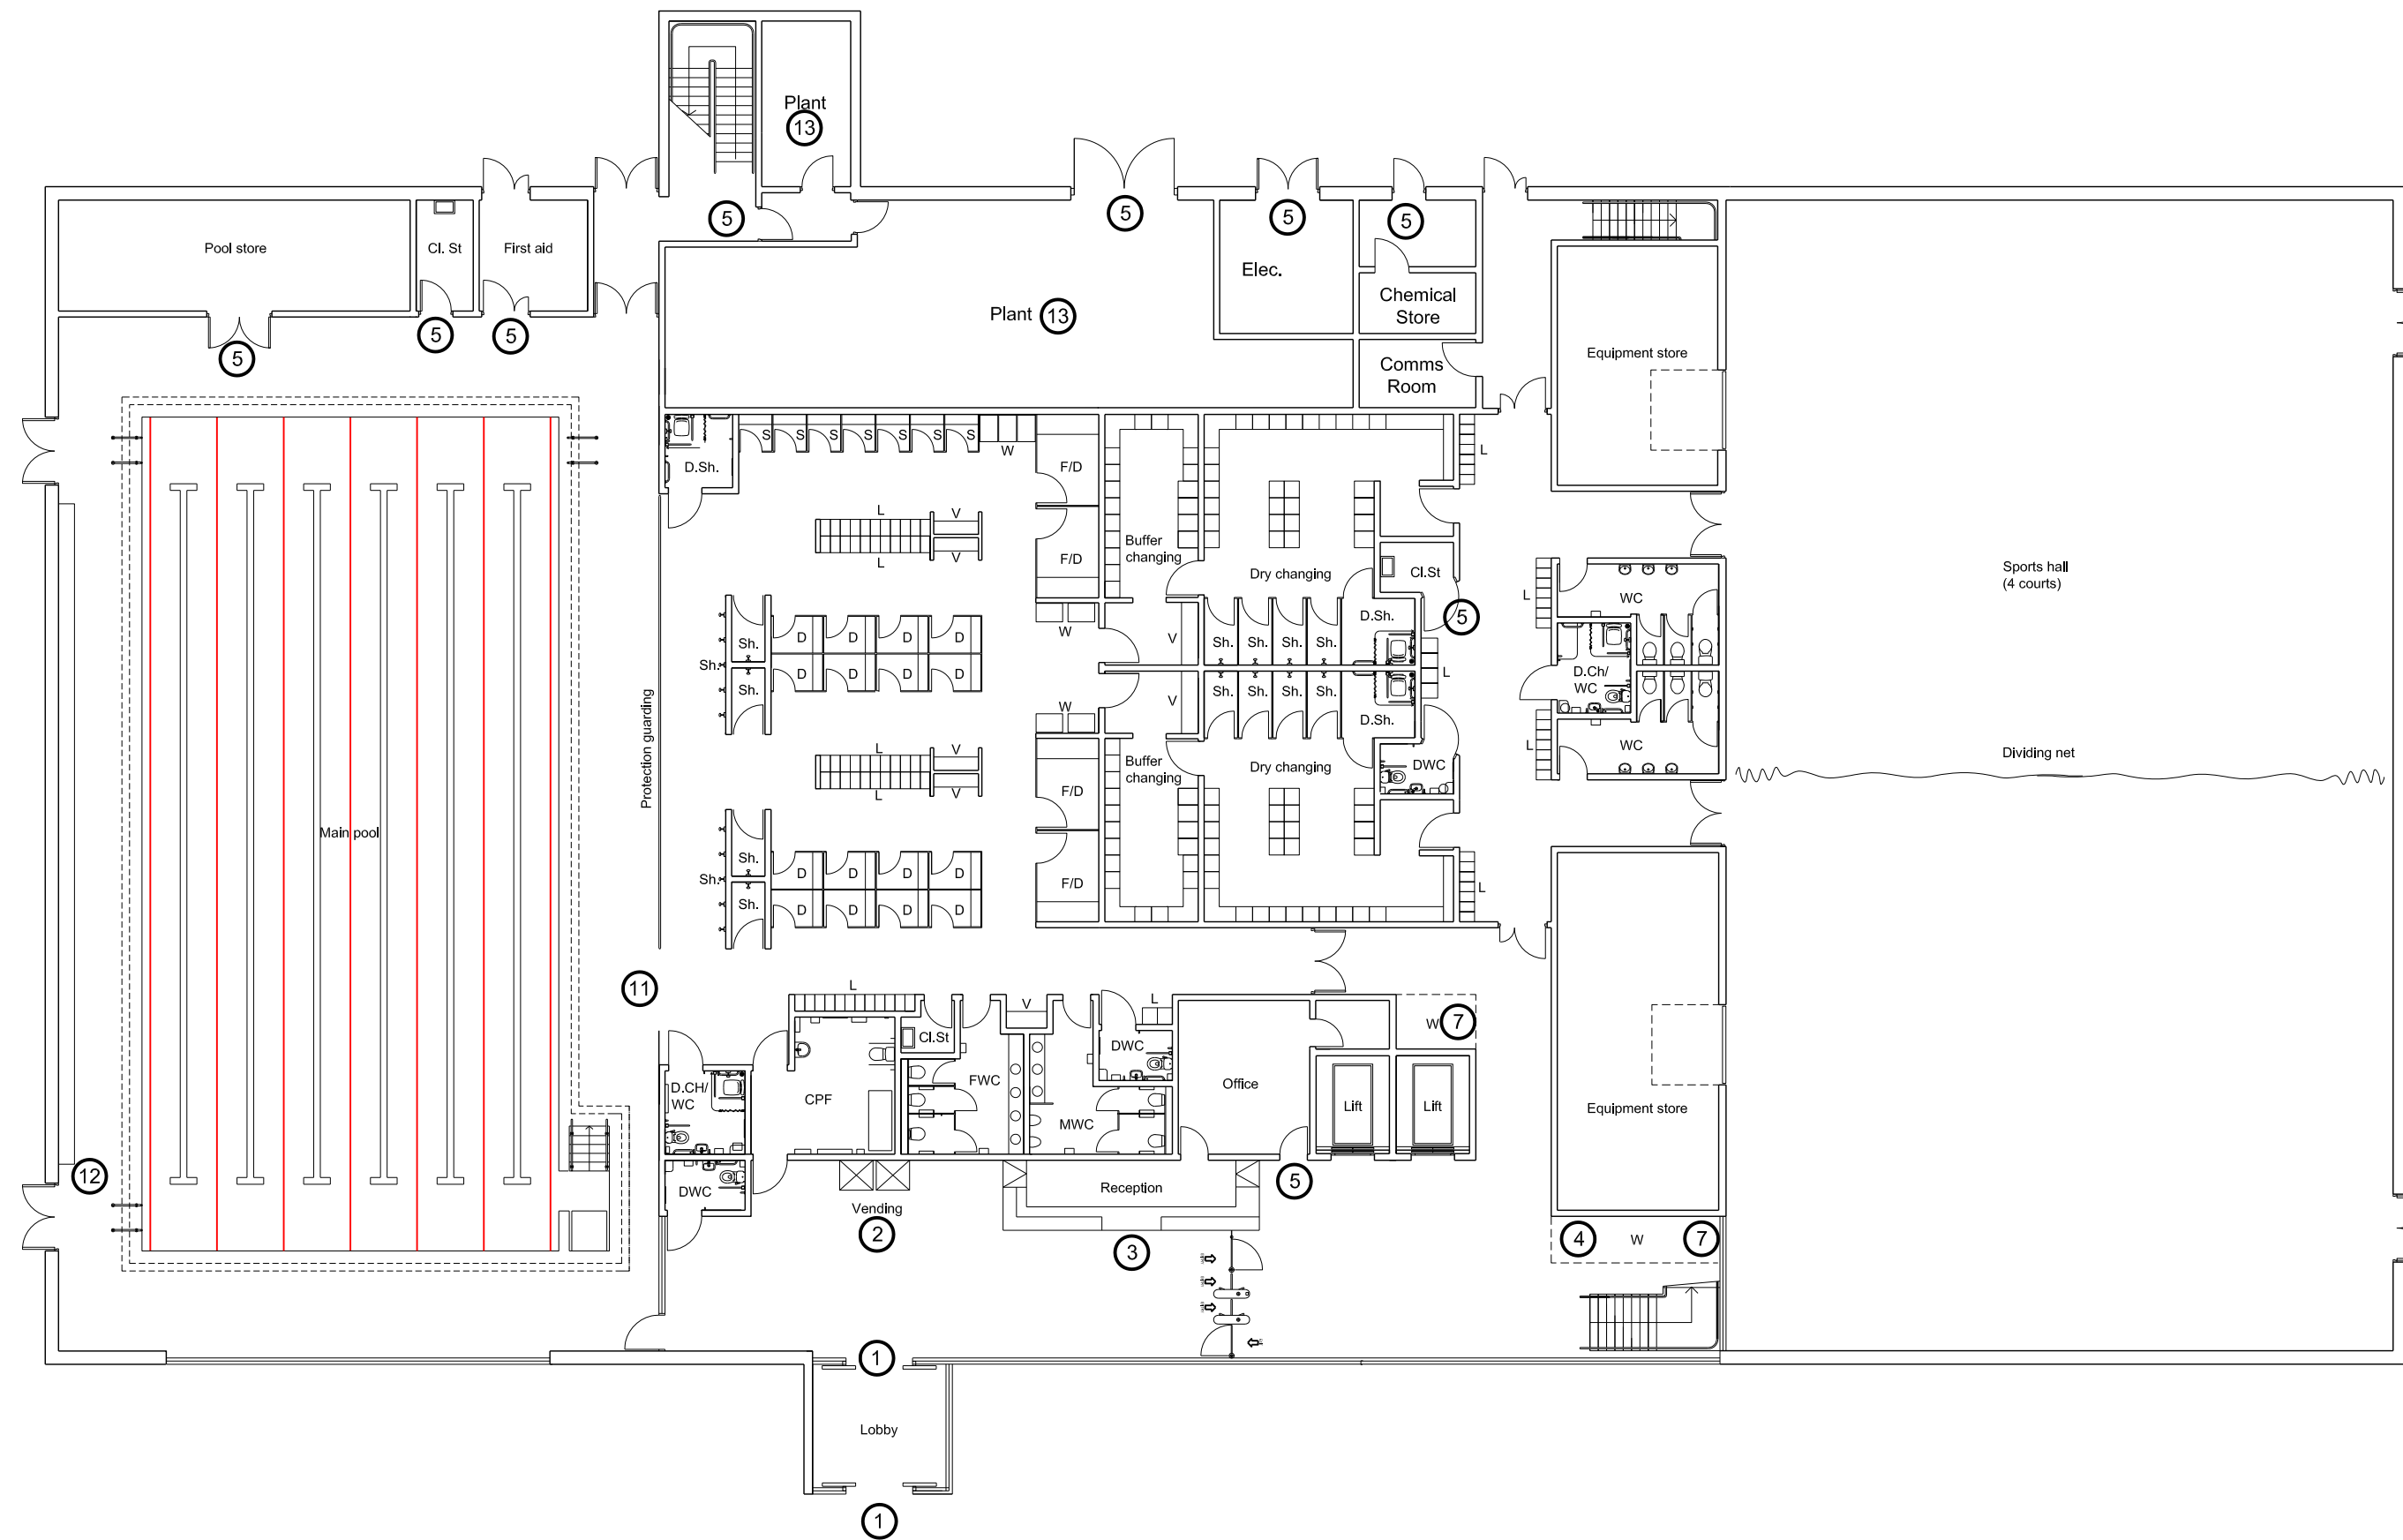 Plant
13
5
5
5
5
Pool store
Cl. St
First aid
Elec.
Chemical
Store
Plant 13
5
5
5
Equipment store
Comms
Room
S S S S S S S
W
L
D.Sh.
F/D
L
V
V
L
Buffer
changing
F/D
Dry changing
Cl.St
5
Sports hall
(4 courts)
L
WC
Sh.
D D D D
W
V
Sh. Sh. Sh. Sh.
D.Sh.
Sh.
D D D D
L
D.Ch/
WC
Sh.
Protection guarding
W
V
Sh. Sh. Sh. Sh.
D.Sh.
L
V
L
WC
Dividing net
Buffer
changing
Dry changing
DWC
L
V
F/D
Main pool
Sh.
D D D D
Sh.
F/D
L
Sh.
D D D D
11
L
V
L
W 7
Cl.St
DWC
D.CH/
WC
CPF
FWC
MWC
Office
Lift
Lift
Equipment store
12
DWC
Reception
5
Vending
2
3
4 W 7
1
Lobby
1